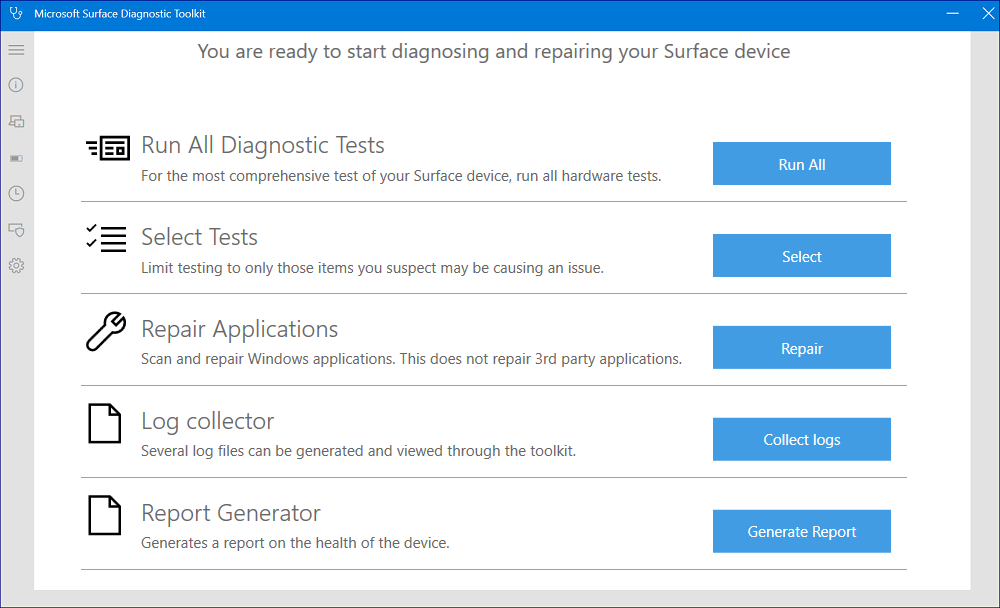 Microsoft Surface Diagnostic Toolkit
You are ready to start diagnosing and repairing your Surface device
Run All Diagnostic Tests
For the most comprehensive test of your Surface device, run all hardware tests.
Run All
Select Tests
Limit testing to only those items you suspect may be causing an issue.
Select
Repair Applications
Scan and repair Windows applications. This does not repair 3rd party applications.
Repair
Log collector
Several log files can be generated and viewed through the toolkit.
Collect logs
Report Generator
Generates a report on the health of the device.
Generate Report